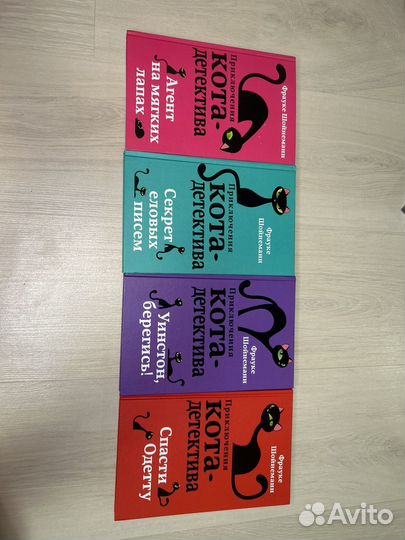 Фрауке Шойнеманн
Приключения
кота-
детектива
Агент
на мягких
лапах
Фрауке
Шойнеманн
Приключения
кота-
детектива
Секрет
еловых
писем
Фрауке
Шойнеманн
Приключения
кота-
детектива
Уинстон,
берегись!
Фрауке
Шойнеманн
Приключения
кота-
детектива
Спасти
Одетту
Avito